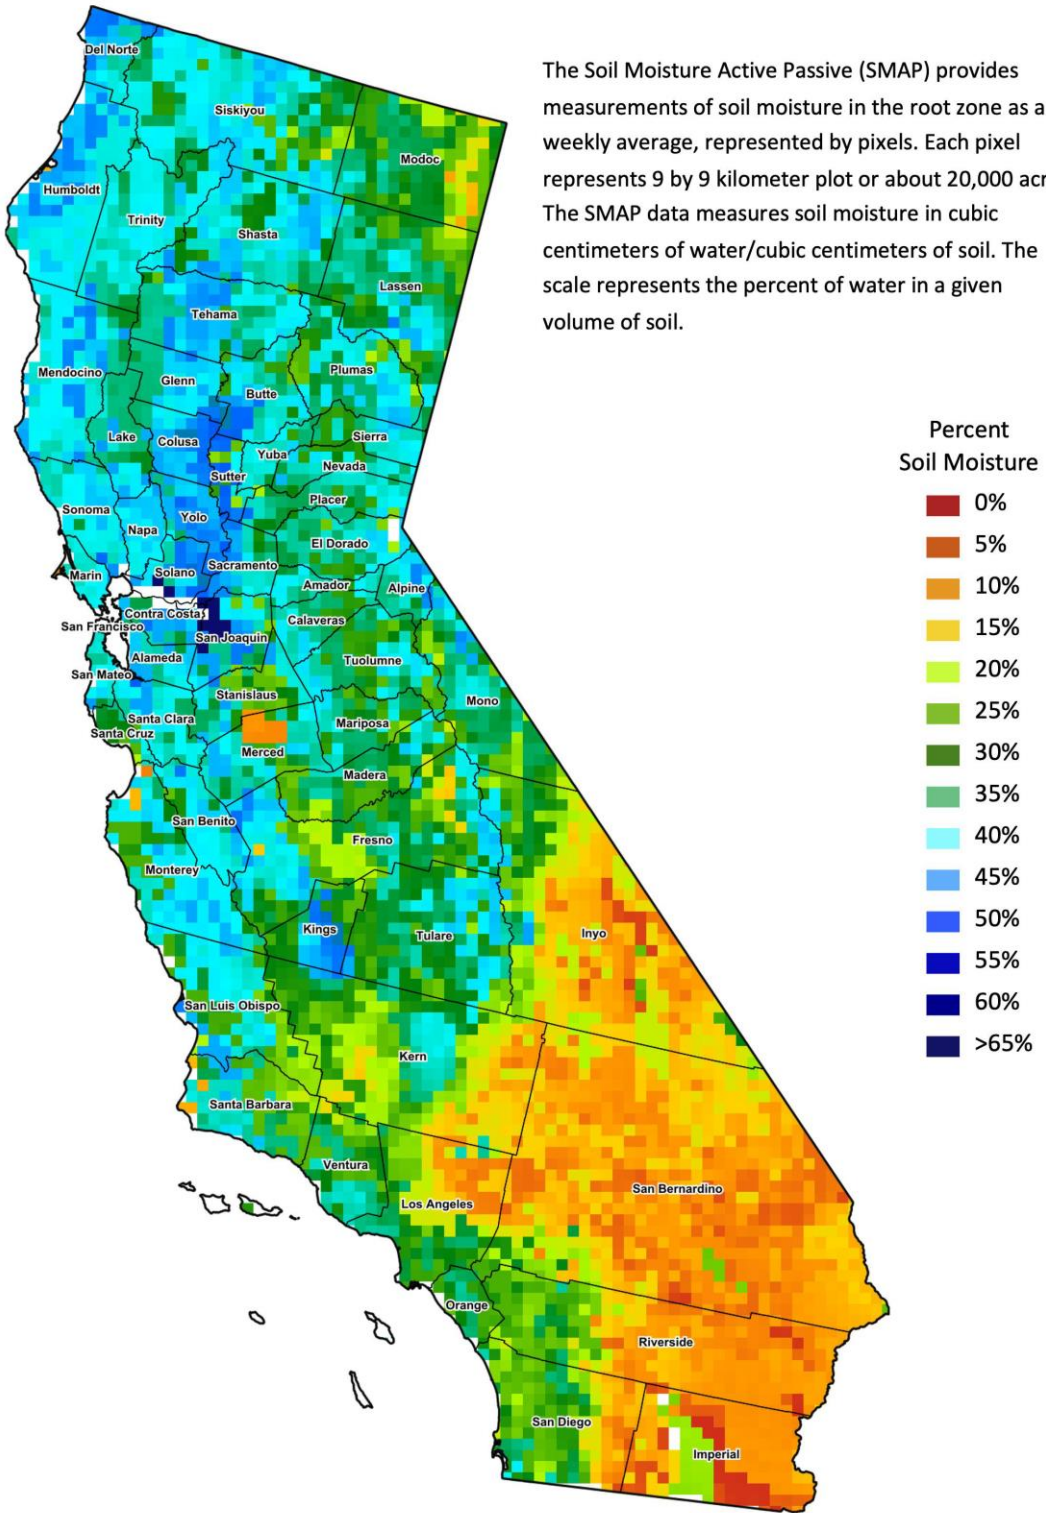 The Soil Moisture Active Passive (SMAP) provides
measurements of soil moisture in the root zone as a
weekly average, represented by pixels. Each pixel
represents 9 by 9 kilometer plot or about 20,000 acr
The SMAP data measures soil moisture in cubic
centimeters of water/cubic centimeters of soil. The
scale represents the percent of water in a given
volume of soil.
Percent
Soil Moisture
0%
5%
10%
15%
20%
25%
30%
35%
40%
45%
50%
55%
60%
>65%
Del Norte
Siskiyou
Modoc
Humboldt
Trinity
Shasta
Lassen
Tehama
Mendocino
Glenn
Plumas
Butte
Lake
Colusa
Sierra
Yuba
Nevada
Sutter
Placer
Sonoma
Napa
Yolo
El Dorado
Solano
Sacramento
Marin
Amador
Alpine
Contra Costa
Calaveras
San Francisco
San Joaquin
Alameda
Tuolumne
San Mateo
Stanislaus
Mono
Santa Clara
Mariposa
Santa Cruz
Merced
Madera
San Benito
Fresno
Monterey
Kings
Tulare
Inyo
San Luis Obispo
Kern
Santa Barbara
Ventura
San Bernardino
Los Angeles
Orange
Riverside
San Diego
Imperial